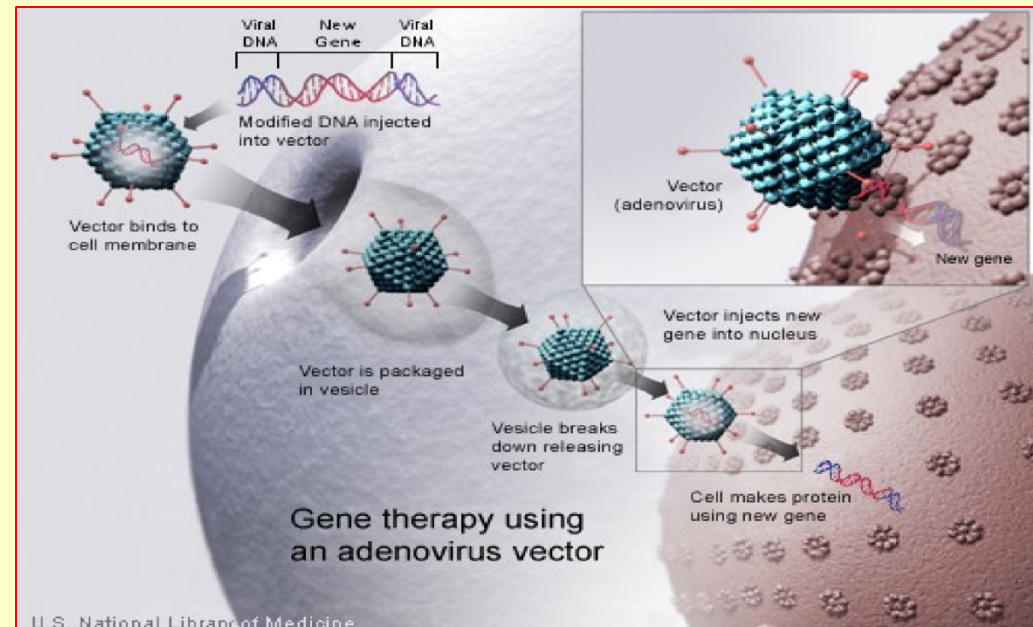 Viral DNA
New Gene
Viral DNA
Modified DNA injected
into vector
Vector binds to
cell membrane
Vector is packaged
in vesicle
Vesicle breaks
down releasing
vector
Vector
(adenovirus)
New gene
Vector injects new
gene into nucleus
Cell makes protein
using new gene
Gene therapy using
an adenovirus vector
U.S. National Library of Medicine